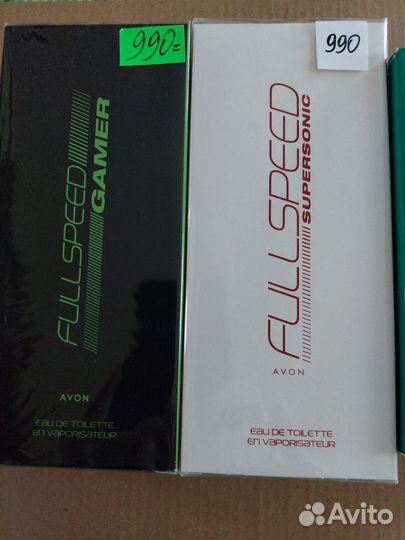 990=
FULLSPEED
GAMER
AVON
EAU DE TOILETTE
EN VAPORISATEUR
990
FULLSPEED
SUPERSONIC
AVON
EAU DE TOILETTE
EN VAPORISATEUR
Avito